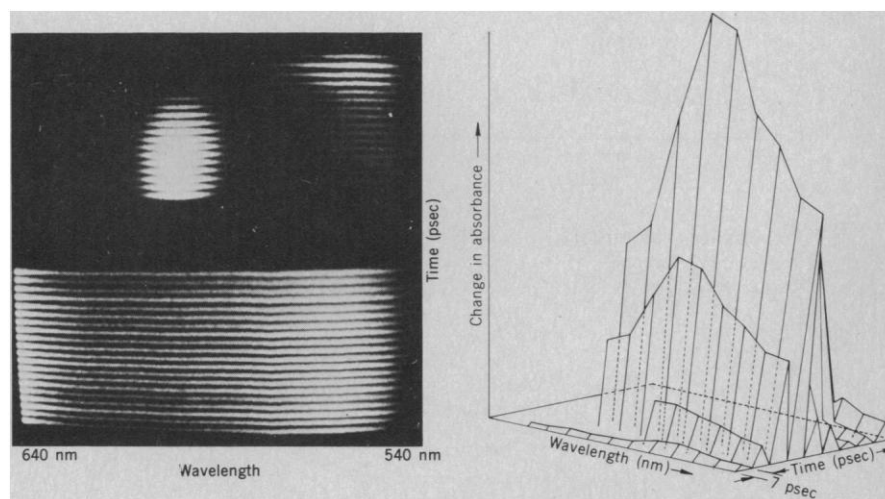 640 nm
540 nm
Wavelength
Time (psec)
Change in absorbance
Wavelength (nm)
7 psec
Time (psec)